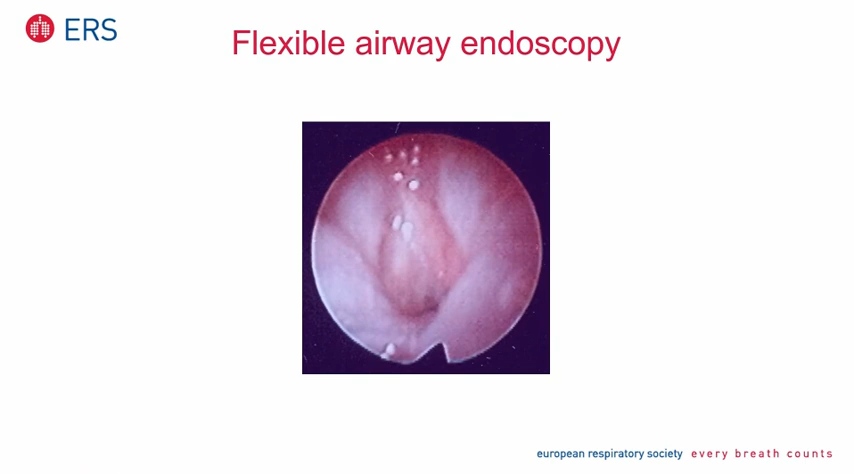 ERS
Flexible airway endoscopy
european respiratory society every breath counts